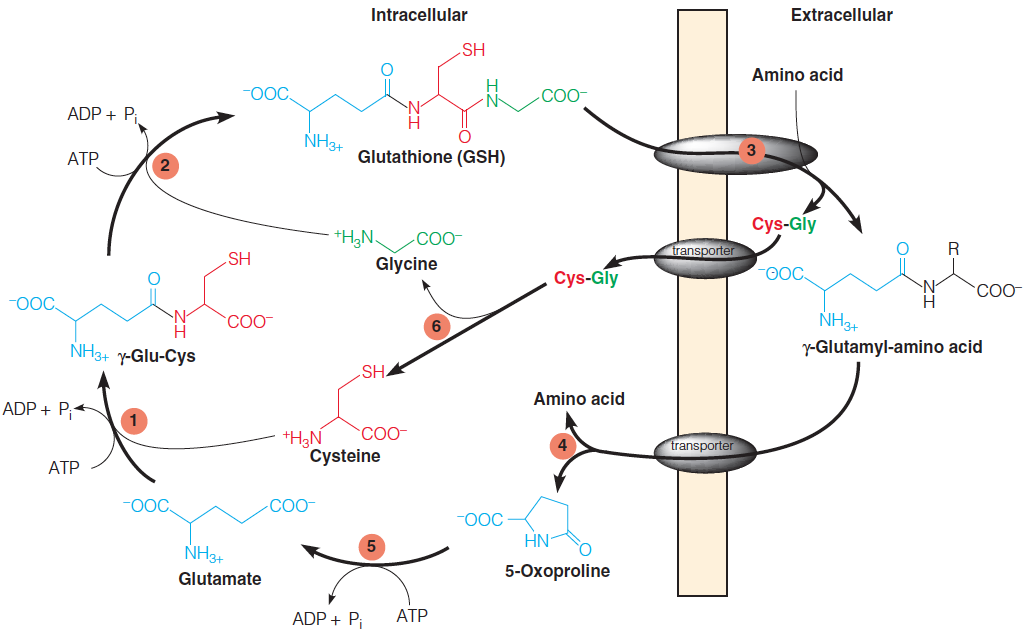 Intracellular
Extracellular
SH
Amino acid
O
⁻OOC
H
N
COO⁻
ADP + Pᵢ
N
H
O
NH₃₊
Glutathione (GSH)
3
ATP
2
Cys-Gly
⁺H₃N
COO⁻
Glycine
transporter
SH
O
R
O
Cys-Gly
⁻OOC
N
H
COO⁻
⁻OOC
N
H
COO⁻
NH₃₊
6
NH₃₊
γ-Glu-Cys
γ-Glutamyl-amino acid
SH
Amino acid
ADP + Pᵢ
1
⁺H₃N
COO⁻
4
transporter
Cysteine
ATP
⁻OOC
COO⁻
⁻OOC
HN
O
NH₃₊
5
5-Oxoproline
Glutamate
ADP + Pᵢ
ATP